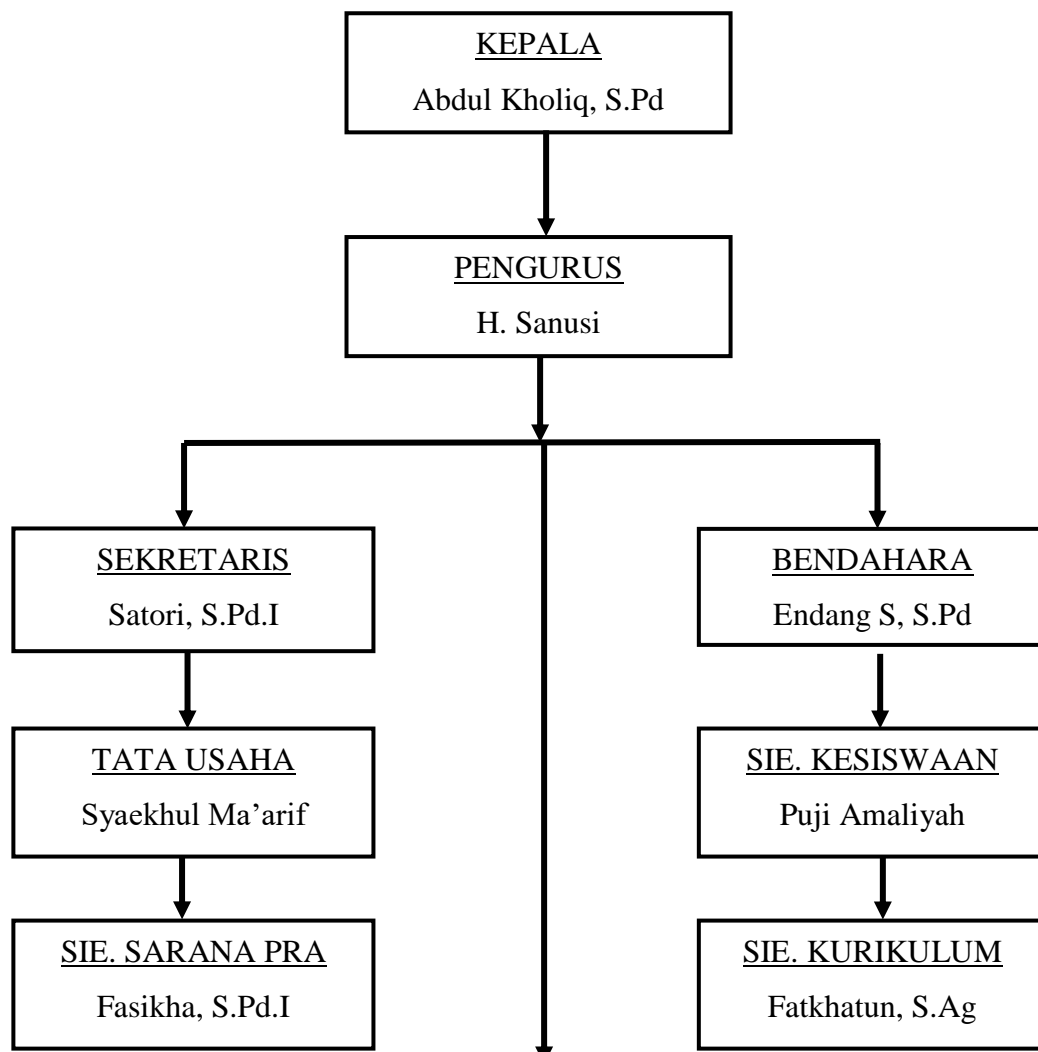 KEPALA
Abdul Kholiq, S.Pd
PENGURUS
H. Sanusi
SEKRETARIS
Satori, S.Pd.I
BENDAHARA
Endang S, S.Pd
TATA USAHA
Syaekhul Ma’arif
SIE. KESISWAAN
Puji Amaliyah
SIE. SARANA PRA
Fasikha, S.Pd.I
SIE. KURIKULUM
Fatkhatun, S.Ag